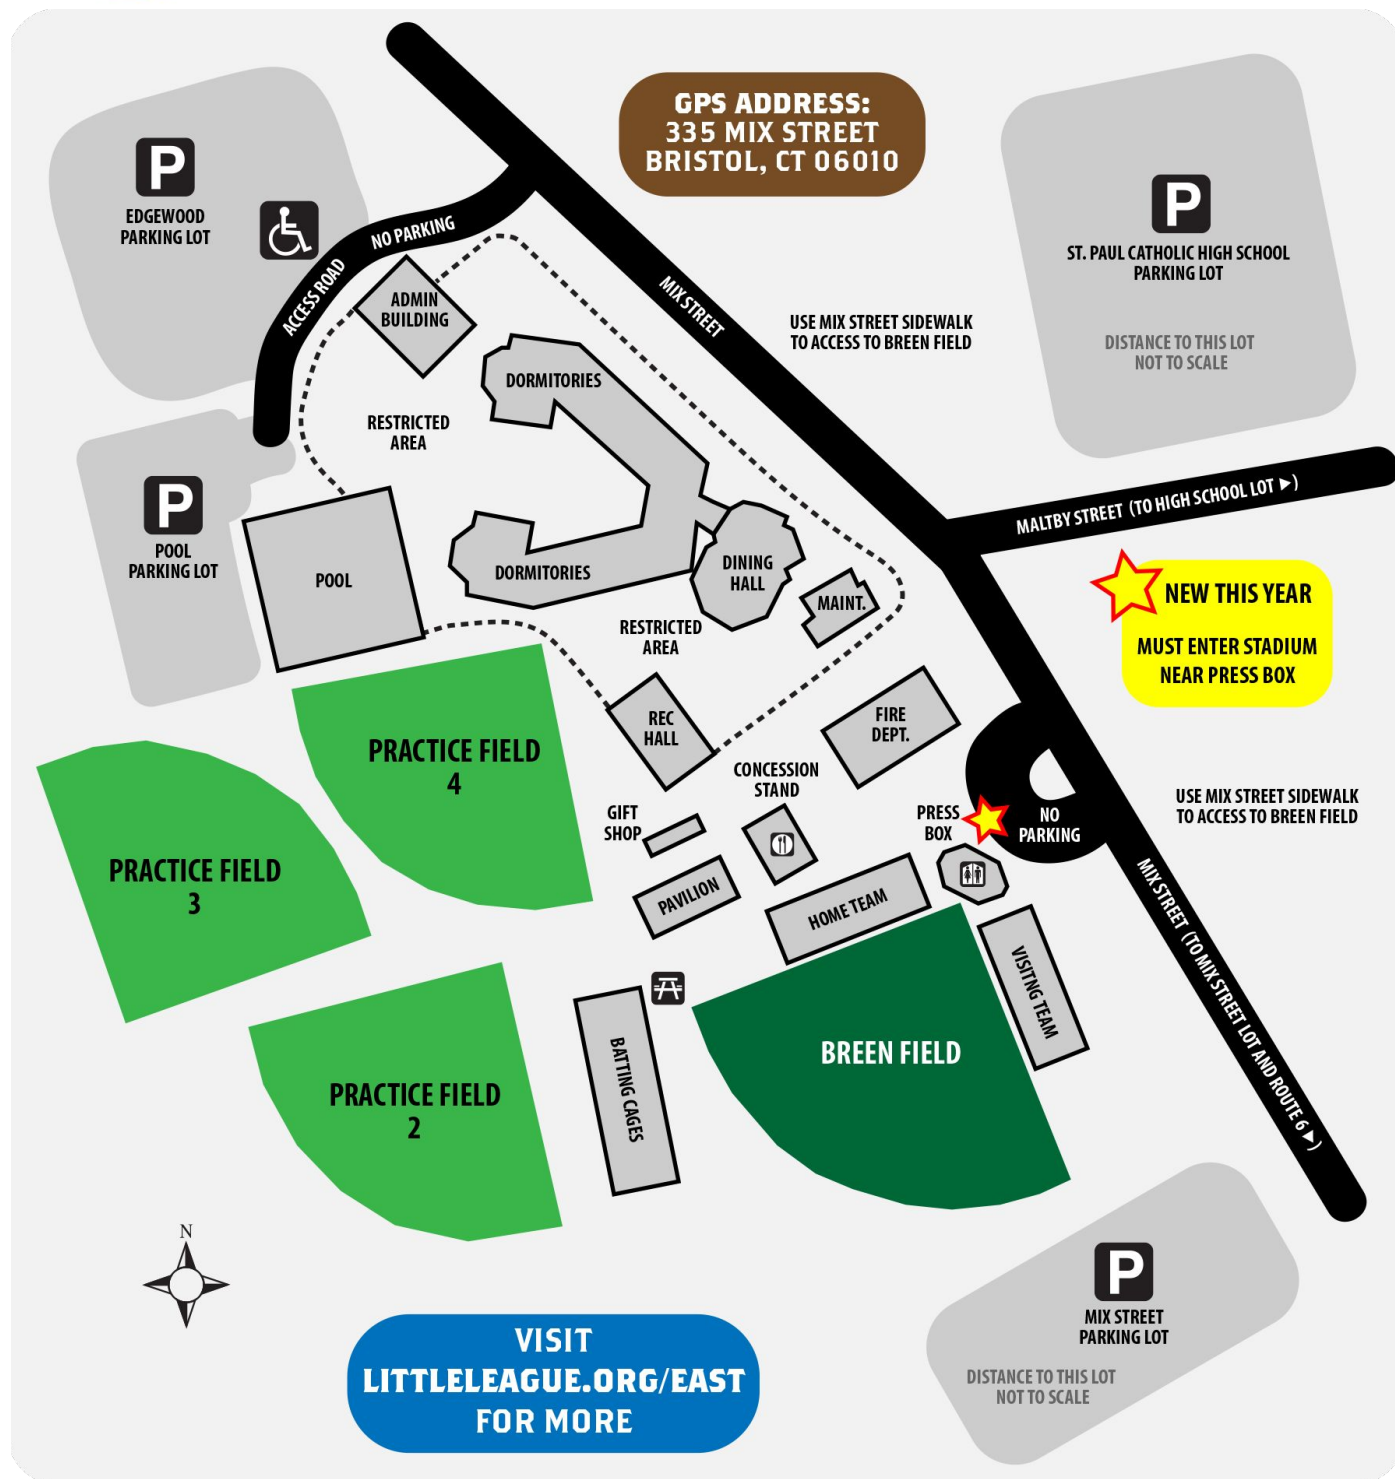 GPS ADDRESS:
335 MIX STREET
BRISTOL, CT 06010
P
EDGEWOOD
PARKING LOT
NO PARKING
ACCESS ROAD
P
ST. PAUL CATHOLIC HIGH SCHOOL
PARKING LOT
DISTANCE TO THIS LOT
NOT TO SCALE
ADMIN
BUILDING
MIX STREET
USE MIX STREET SIDEWALK
TO ACCESS TO BREEN FIELD
DORMITORIES
RESTRICTED
AREA
MALTBY STREET (TO HIGH SCHOOL LOT ►)
P
POOL
PARKING LOT
POOL
DORMITORIES
DINING
HALL
MAINT.
RESTRICTED
AREA
NEW THIS YEAR
MUST ENTER STADIUM
NEAR PRESS BOX
REC
HALL
FIRE
DEPT.
PRACTICE FIELD
4
CONCESSION
STAND
GIFT
SHOP
PRESS
BOX
NO
PARKING
USE MIX STREET SIDEWALK
TO ACCESS TO BREEN FIELD
PRACTICE FIELD
3
PAVILION
HOME TEAM
VISITNG TEAM
MIX STREET (TO MIX STREET LOT AND ROUTE 6 ►)
BATTING CAGES
BREEN FIELD
PRACTICE FIELD
2
N
P
MIX STREET
PARKING LOT
DISTANCE TO THIS LOT
NOT TO SCALE
VISIT
LITTLELEAGUE.ORG/EAST
FOR MORE